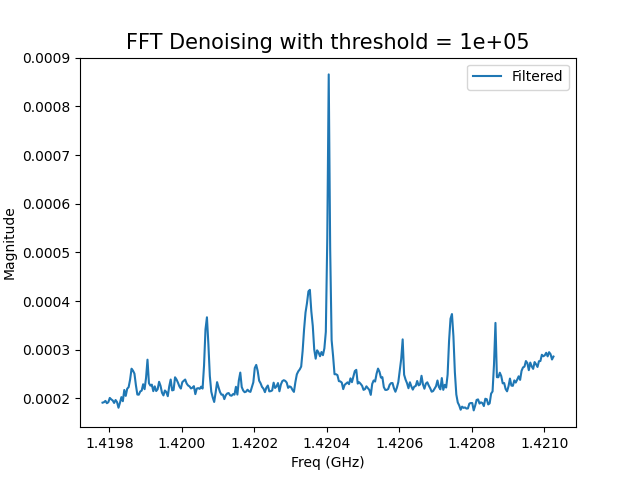 FFT Denoising with threshold = 1e+05
Filtered
0.0009
0.0008
0.0007
0.0006
0.0005
0.0004
0.0003
0.0002
Magnitude
1.4198 1.4200 1.4202 1.4204 1.4206 1.4208 1.4210
Freq (GHz)